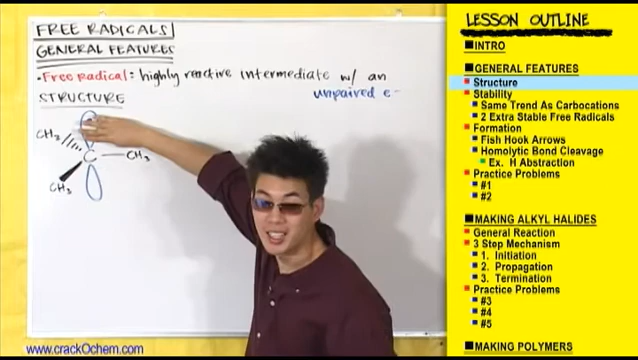 FREE RADICALS
GENERAL FEATURES
• Free Radical = highly reactive intermediate w/ an
unpaired e-
STRUCTURE
CH3
C
CH3
CH3
www.crackOchem.com
LESSON OUTLINE
INTRO
GENERAL FEATURES
Structure
Stability
Same Trend As Carbocations
2 Extra Stable Free Radicals
Formation
Fish Hook Arrows
Homolytic Bond Cleavage
Ex. H Abstraction
Practice Problems
#1
#2
MAKING ALKYL HALIDES
General Reaction
3 Step Mechanism
1. Initiation
2. Propagation
3. Termination
Practice Problems
#3
#4
#5
MAKING POLYMERS